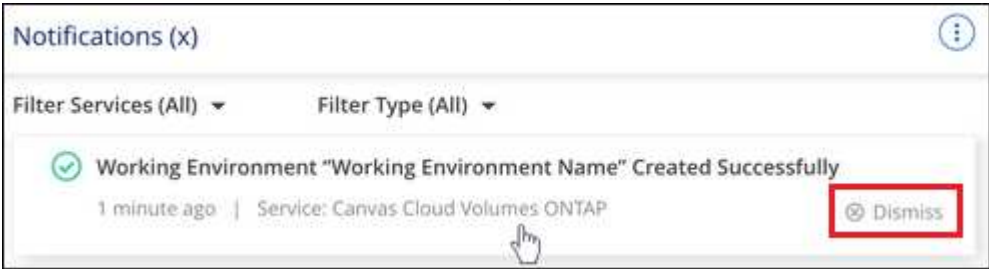 Notifications (x)
Filter Services (All) Filter Type (All)
Working Environment “Working Environment Name” Created Successfully
1 minute ago | Service: Canvas Cloud Volumes ONTAP Dismiss